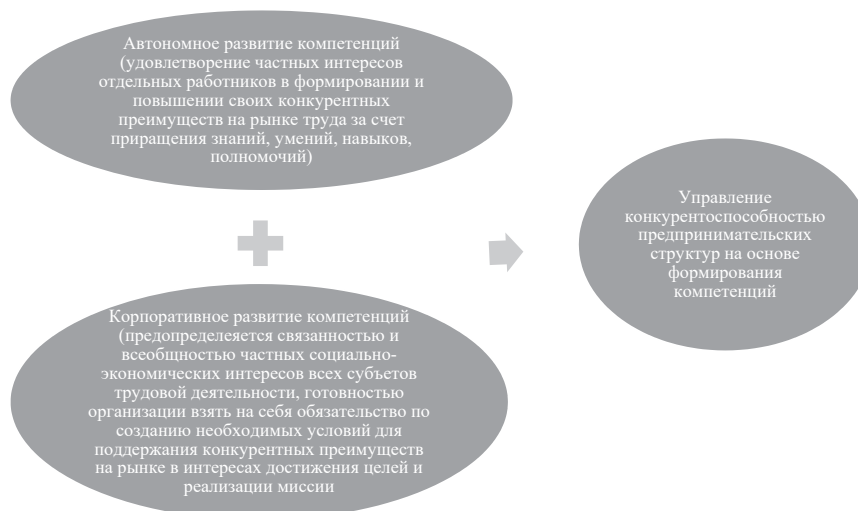 Автономное развитие компетенций
(удовлетворение частных интересов
отдельных работников в формировании и
повышении своих конкурентных
преимуществ на рынке труда за счет
приращения знаний, умений, навыков,
полномочий)
Корпоративное развитие компетенций
(предопределеяется связанностью и
всеобщностью частных социально-
экономических интересов всех субъетов
трудовой деятельности, готовностью
организации взять на себя обязательство по
созданию необходимых условий для
поддержания конкурентных преимуществ
на рынке в интересах достижения целей и
реализации миссии
Управление
конкурентоспособностью
предпринимательских
структур на основе
формирования
компетенций